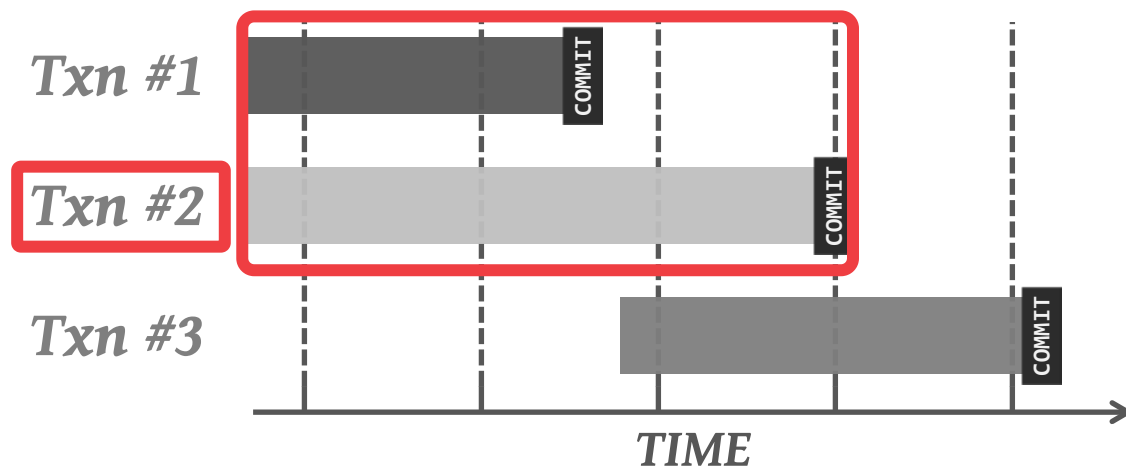 Txn #1
COMMIT
Txn #2
COMMIT
Txn #3
COMMIT
TIME